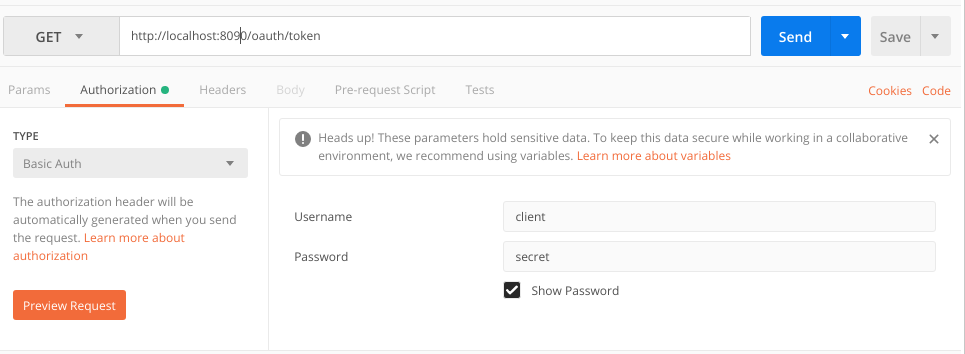 GET
http://localhost:8090/oauth/token
Send
Save
Params
Authorization
Headers
Body
Pre-request Script
Tests
Cookies
Code
TYPE
Basic Auth
The authorization header will be
automatically generated when you send
the request. Learn more about
authorization
Preview Request
Heads up! These parameters hold sensitive data. To keep this data secure while working in a collaborative
environment, we recommend using variables. Learn more about variables
Username
client
Password
secret
Show Password